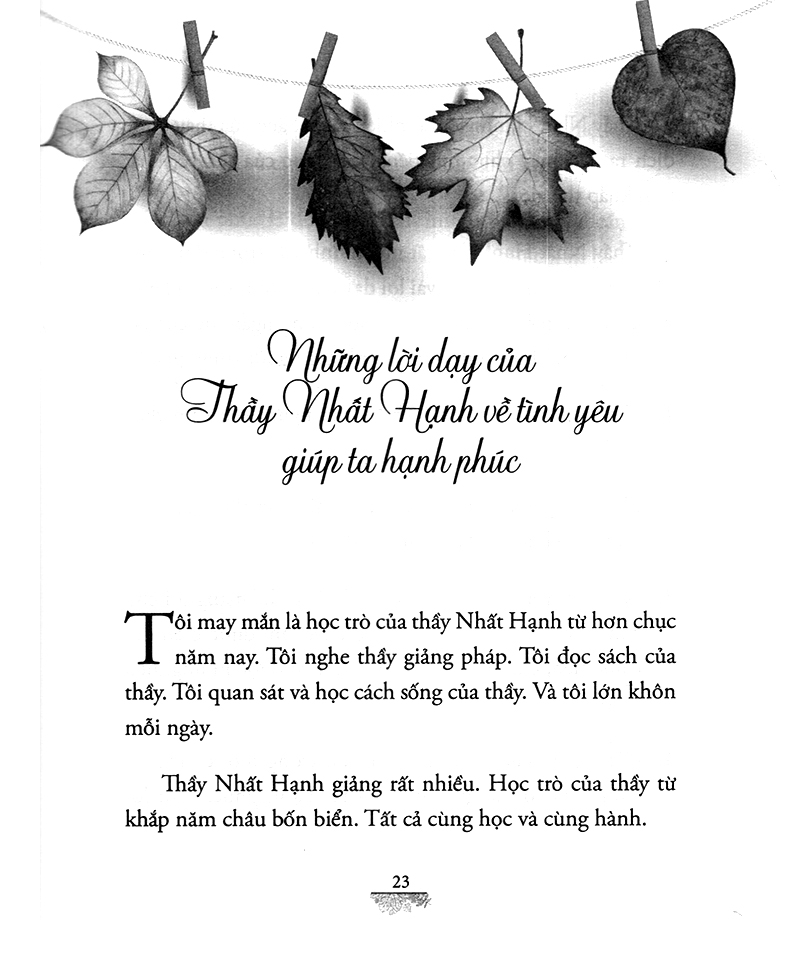 Những lời dạy của
Thầy Nhất Hạnh về tình yêu
giúp ta hạnh phúc
Tôi may mắn là học trò của thầy Nhất Hạnh từ hơn chục
năm nay. Tôi nghe thầy giảng pháp. Tôi đọc sách của
thầy. Tôi quan sát và học cách sống của thầy. Và tôi lớn khôn
mỗi ngày.
Thầy Nhất Hạnh giảng rất nhiều. Học trò của thầy từ
khắp năm châu bốn biển. Tất cả cùng học và cùng hành.
23